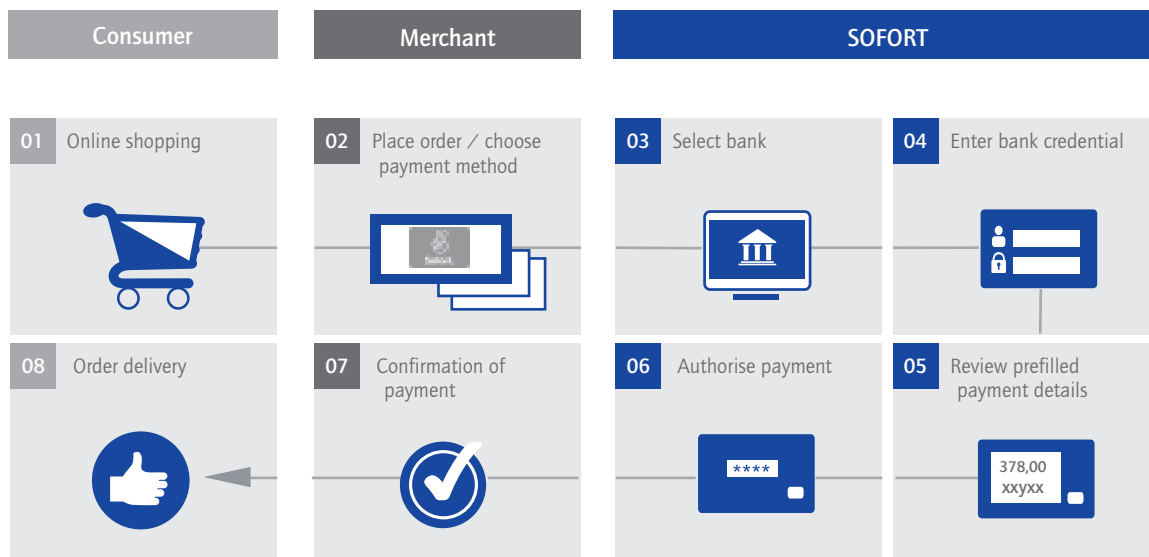 Consumer
Merchant
SOFORT
01 Online shopping
02 Place order / choose
payment method
03 Select bank
04 Enter bank credential
08 Order delivery
07 Confirmation of
payment
06 Authorise payment
****
05 Review prefilled
payment details
378,00
xxyxx